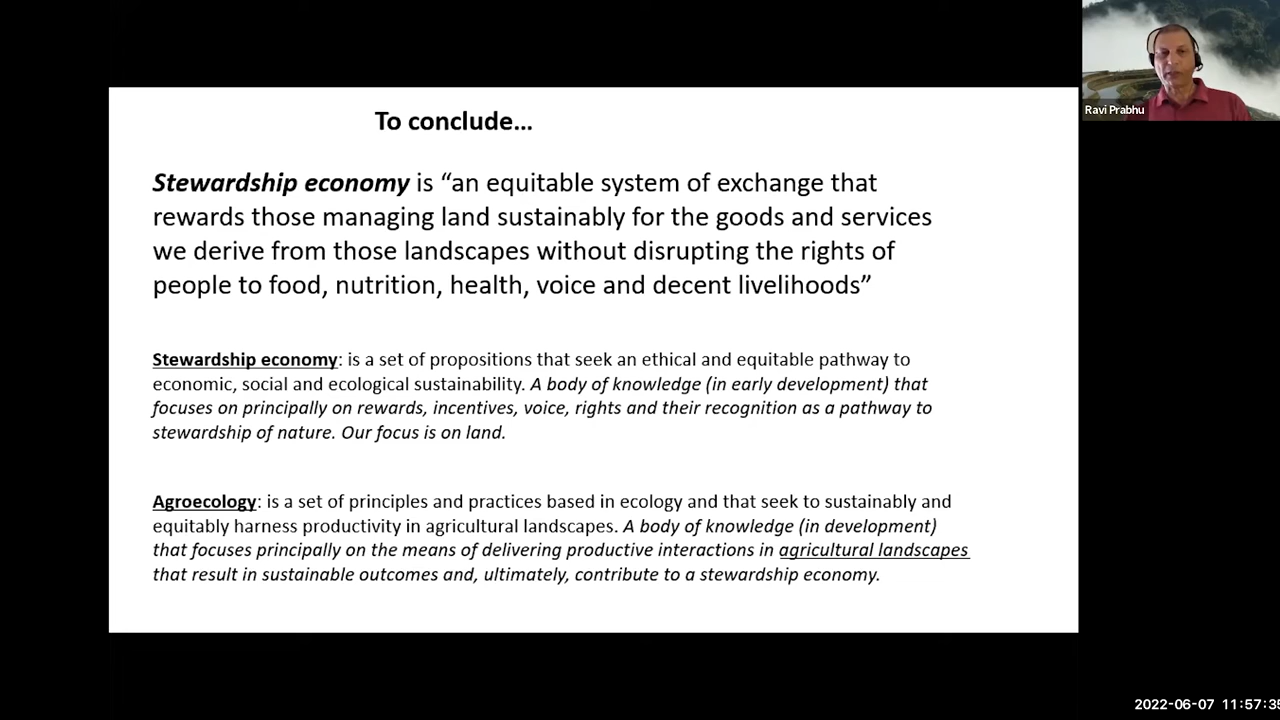 To conclude...
Stewardship economy is “an equitable system of exchange that
rewards those managing land sustainably for the goods and services
we derive from those landscapes without disrupting the rights of
people to food, nutrition, health, voice and decent livelihoods”
Stewardship economy: is a set of propositions that seek an ethical and equitable pathway to
economic, social and ecological sustainability. A body of knowledge (in early development) that
focuses on principally on rewards, incentives, voice, rights and their recognition as a pathway to
stewardship of nature. Our focus is on land.
Agroecology: is a set of principles and practices based in ecology and that seek to sustainably and
equitably harness productivity in agricultural landscapes. A body of knowledge (in development)
that focuses principally on the means of delivering productive interactions in agricultural landscapes
that result in sustainable outcomes and, ultimately, contribute to a stewardship economy.
Ravi Prabhu
2022-06-07 11:57:35